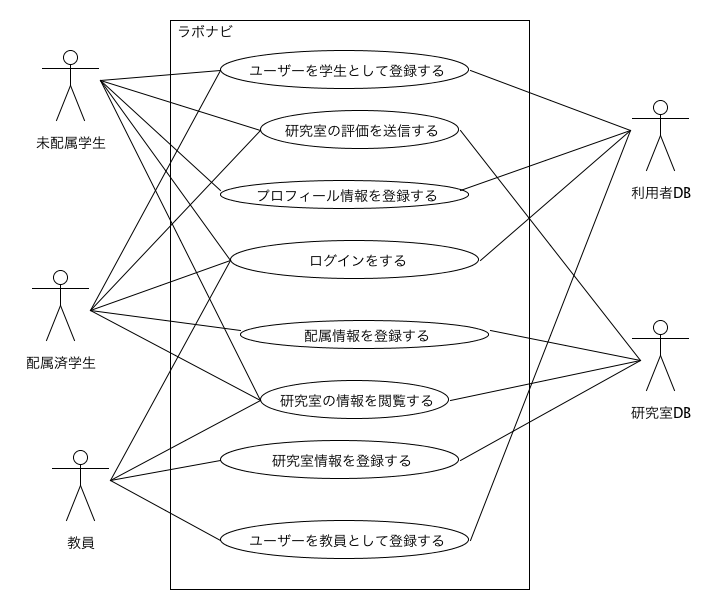 ラボナビ
ユーザーを学生として登録する
未配属学生
研究室の評価を送信する
プロフィール情報を登録する
利用者DB
ログインをする
配属情報を登録する
配属済学生
研究室の情報を閲覧する
研究室DB
研究室情報を登録する
ユーザーを教員として登録する
教員